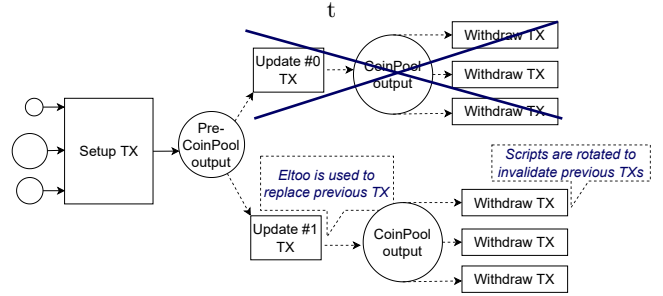 t
Withdraw TX
Update #0
TX
CoinPool
output
Withdraw TX
Withdraw TX
Setup TX
Pre-
CoinPool
output
Eltoo is used to
replace previous TX
Scripts are rotated to
invalidate previous TXs
Update #1
TX
CoinPool
output
Withdraw TX
Withdraw TX
Withdraw TX